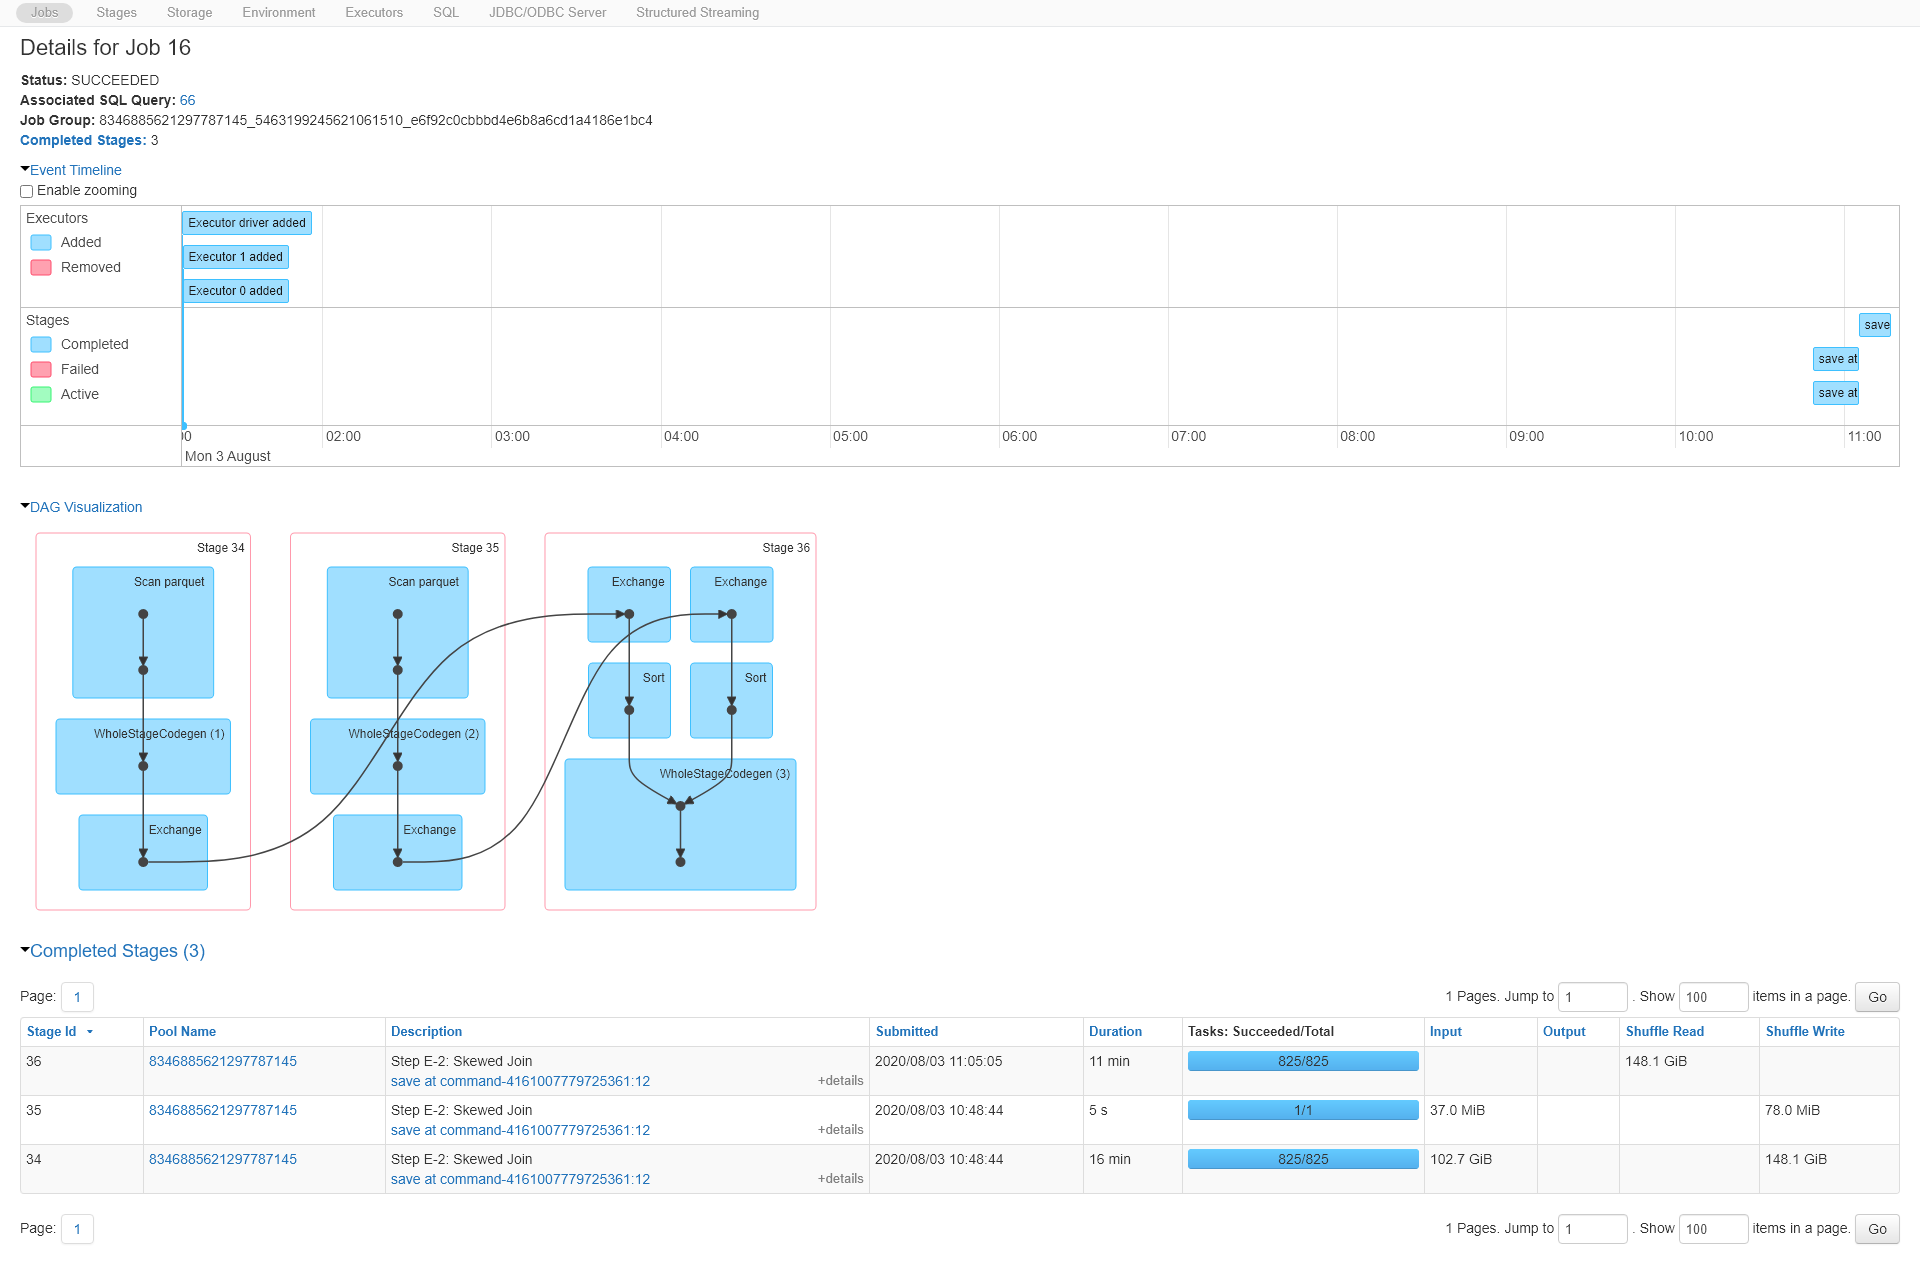 Jobs Stages Storage Environment Executors SQL JDBC/ODBC Server Structured Streaming
Details for Job 16
Status: SUCCEEDED
Associated SQL Query: 66
Job Group: 8346885621297787145_5463199245621061510_e6f92c0cbbbd4e6b8a6cd1a4186e1bc4
Completed Stages: 3
Event Timeline
Enable zooming
Executors
Added
Removed
Executor driver added
Executor 1 added
Executor 0 added
Stages
Completed
Failed
Active
save
save at
save at
00 02:00 03:00 04:00 05:00 06:00 07:00 08:00 09:00 10:00 11:00
Mon 3 August
DAG Visualization
Stage 34
Scan parquet
WholeStageCodegen (1)
Exchange
Stage 35
Scan parquet
WholeStageCodegen (2)
Exchange
Stage 36
Exchange Exchange
Sort Sort
WholeStageCodegen (3)
Completed Stages (3)
Page: 1 1 Pages. Jump to 1 . Show 100 items in a page. Go
Stage Id Pool Name Description Submitted Duration Tasks: Succeeded/Total Input Output Shuffle Read Shuffle Write
36 8346885621297787145 Step E-2: Skewed Join 2020/08/03 11:05:05 11 min 825/825 148.1 GiB
save at command-4161007779725361:12 +details
35 8346885621297787145 Step E-2: Skewed Join 2020/08/03 10:48:44 5 s 1/1 37.0 MiB 78.0 MiB
save at command-4161007779725361:12 +details
34 8346885621297787145 Step E-2: Skewed Join 2020/08/03 10:48:44 16 min 825/825 102.7 GiB 148.1 GiB
save at command-4161007779725361:12 +details
Page: 1 1 Pages. Jump to 1 . Show 100 items in a page. Go